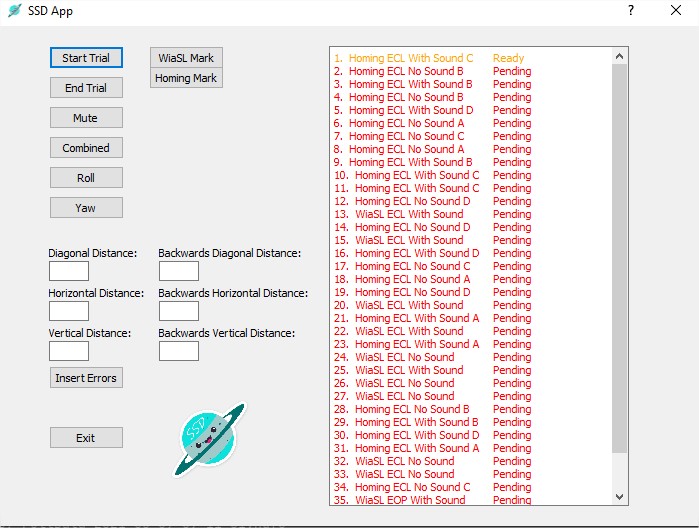 SSD App
?
Start Trial
WiaSL Mark
End Trial
Homing Mark
Mute
Combined
Roll
Yaw
Diagonal Distance: Backwards Diagonal Distance:
Horizontal Distance: Backwards Horizontal Distance:
Vertical Distance: Backwards Vertical Distance:
Insert Errors
Exit
SSD
1. Homing ECL With Sound C Ready
2. Homing ECL No Sound B Pending
3. Homing ECL With Sound B Pending
4. Homing ECL No Sound B Pending
5. Homing ECL With Sound D Pending
6. Homing ECL No Sound A Pending
7. Homing ECL No Sound C Pending
8. Homing ECL No Sound A Pending
9. Homing ECL With Sound B Pending
10. Homing ECL With Sound C Pending
11. Homing ECL With Sound C Pending
12. Homing ECL No Sound D Pending
13. WiaSL ECL With Sound Pending
14. Homing ECL No Sound D Pending
15. WiaSL ECL With Sound Pending
16. Homing ECL With Sound D Pending
17. Homing ECL No Sound C Pending
18. Homing ECL No Sound A Pending
19. Homing ECL No Sound D Pending
20. WiaSL ECL With Sound Pending
21. Homing ECL With Sound A Pending
22. WiaSL ECL With Sound Pending
23. Homing ECL With Sound A Pending
24. WiaSL ECL No Sound Pending
25. WiaSL ECL With Sound Pending
26. WiaSL ECL No Sound Pending
27. WiaSL ECL No Sound Pending
28. Homing ECL No Sound B Pending
29. Homing ECL With Sound B Pending
30. Homing ECL With Sound D Pending
31. Homing ECL With Sound A Pending
32. WiaSL ECL No Sound Pending
33. WiaSL ECL No Sound Pending
34. Homing ECL No Sound C Pending
35. WiaSL EOP With Sound Pending